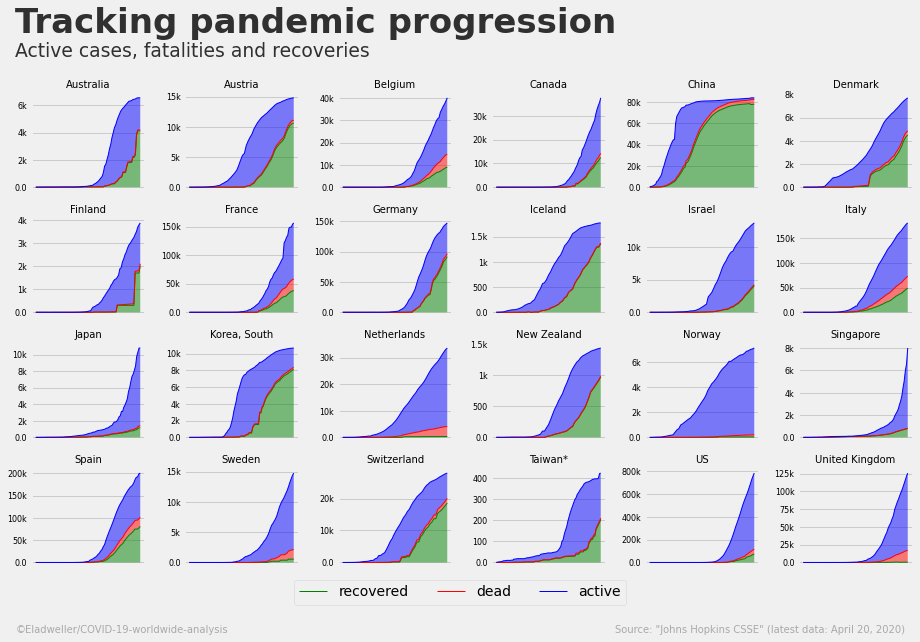 Tracking pandemic progression
Active cases, fatalities and recoveries
Australia
6k
4k
2k
0.0
Austria
15k
10k
5k
0.0
Belgium
40k
30k
20k
10k
0.0
Canada
30k
20k
10k
0.0
China
80k
60k
40k
20k
0.0
Denmark
8k
6k
4k
2k
0.0
Finland
4k
3k
2k
1k
0.0
France
150k
100k
50k
0.0
Germany
150k
100k
50k
0.0
Iceland
1.5k
1k
500
0.0
Israel
10k
5k
0.0
Italy
150k
100k
50k
0.0
Japan
10k
8k
6k
4k
2k
0.0
Korea, South
10k
8k
6k
4k
2k
0.0
Netherlands
30k
20k
10k
0.0
New Zealand
1.5k
1k
500
0.0
Norway
6k
4k
2k
0.0
Singapore
8k
6k
4k
2k
0.0
Spain
200k
150k
100k
50k
0.0
Sweden
15k
10k
5k
0.0
Switzerland
20k
10k
0.0
Taiwan*
400
300
200
100
0.0
US
800k
600k
400k
200k
0.0
United Kingdom
125k
100k
75k
50k
25k
0.0
recovered dead active
©Eladweller/COVID-19-worldwide-analysis
Source: "Johns Hopkins CSSE" (latest data: April 20, 2020)